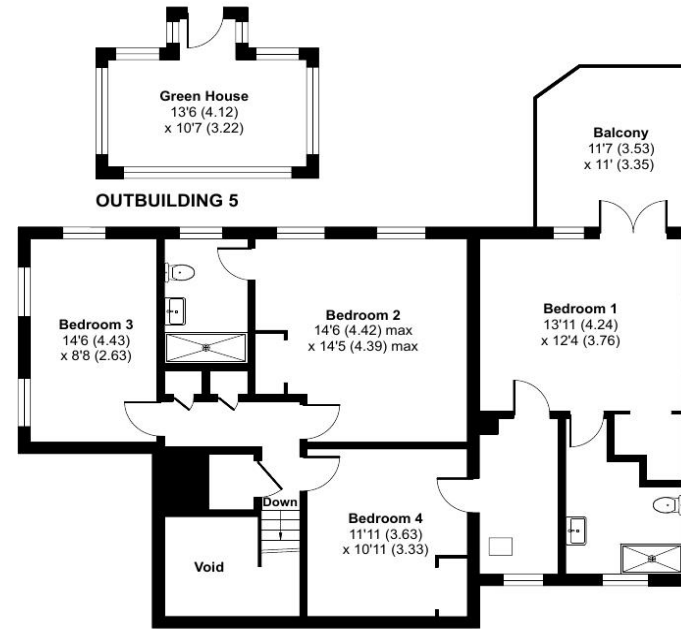 Green House
13'6 (4.12)
x 10'7 (3.22)
OUTBUILDING 5
Balcony
11'7 (3.53)
x 11' (3.35)
Bedroom 3
14'6 (4.43)
x 8'8 (2.63)
Bedroom 2
14'6 (4.42) max
x 14'5 (4.39) max
Bedroom 1
13'11 (4.24)
x 12'4 (3.76)
Down
Void
Bedroom 4
11'11 (3.63)
x 10'11 (3.33)